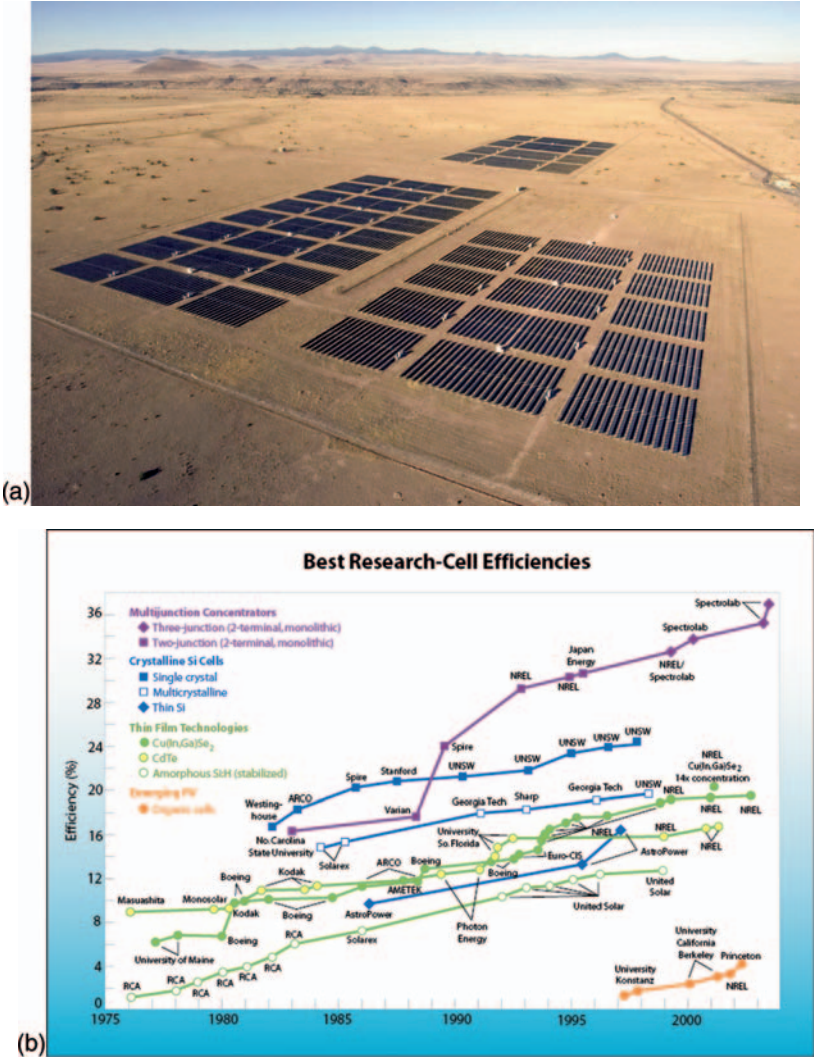 (a)
(b)
Best Research-Cell Efficiencies
Efficiency (%)
36
32
28
24
20
16
12
8
4
0
1975
1980
1985
1990
1995
2000
Multijunction Concentrators
Three-junction (2-terminal, monolithic)
Two-junction (2-terminal, monolithic)
Crystalline Si Cells
Single crystal
Multicrystalline
Thin Si
Thin Film Technologies
Cu(In,Ga)Se2
CdTe
Amorphous Si:H (stabilized)
Emerging PV
Organic cells
Spectrolab
Spectrolab
NREL/
Spectrolab
Japan
Energy
NREL
NREL
Spire
Varian
No. Carolina
State University
Westing-
house
ARCO
Spire
Stanford
UNSW
UNSW
UNSW
UNSW
UNSW
Solarex
Georgia Tech
Sharp
Georgia Tech
UNSW
NREL
Cu(In,Ga)Se2
14x concentration
NREL
NREL
NREL
NREL
NREL
NREL
University
So. Florida
Euro-CIS
Boeing
AstroPower
AstroPower
Masuashita
Monosolar
Boeing
Kodak
Kodak
Boeing
Boeing
ARCO
AMETEK
Boeing
Photon
Energy
University of Maine
United Solar
United
Solar
RCA
RCA
RCA
RCA
RCA
RCA
RCA
Solarex
University
Konstanz
University
California
Berkeley
Princeton
NREL